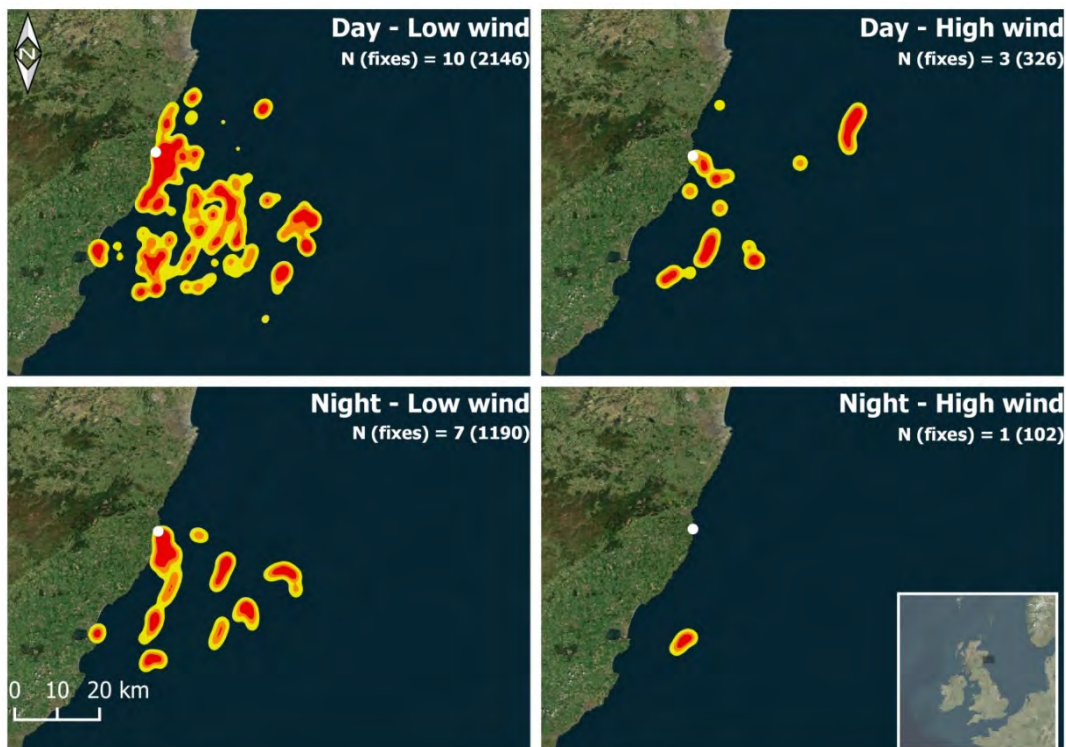 N
Day - Low wind
N (fixes) = 10 (2146)
Day - High wind
N (fixes) = 3 (326)
Night - Low wind
N (fixes) = 7 (1190)
Night - High wind
N (fixes) = 1 (102)
0 10 20 km